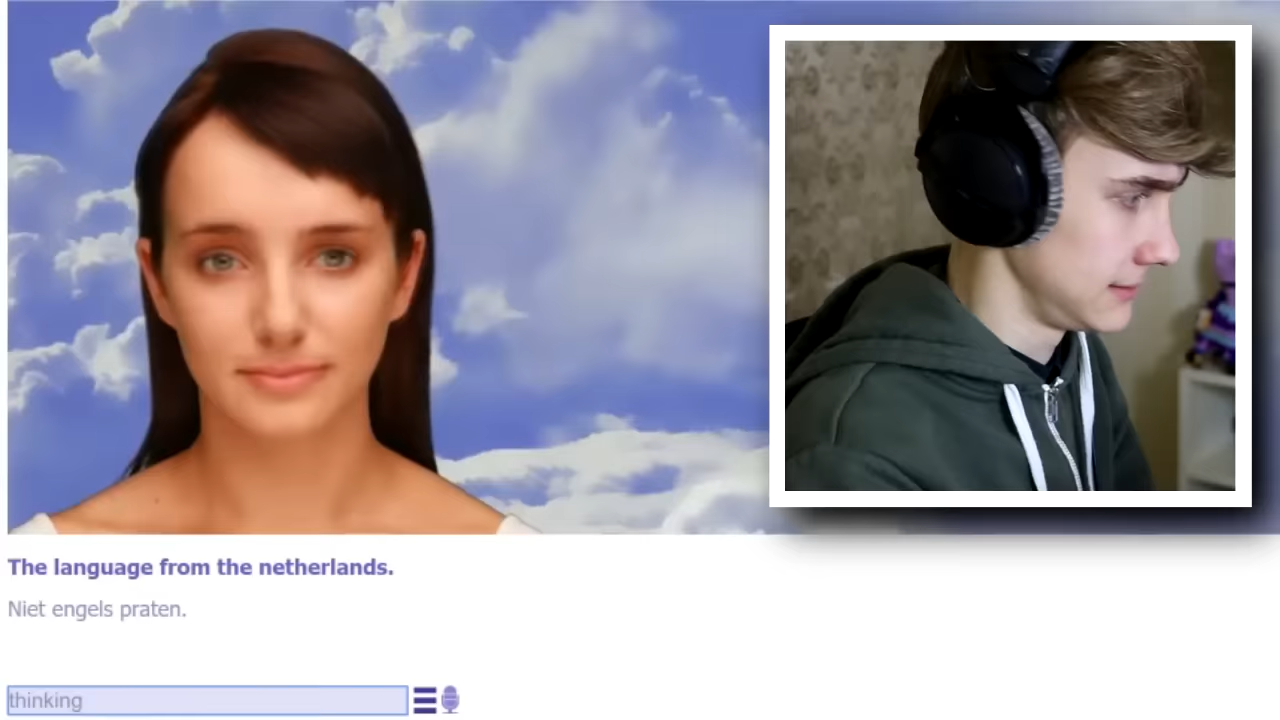 The language from the netherlands.
Niet engels praten.
thinking